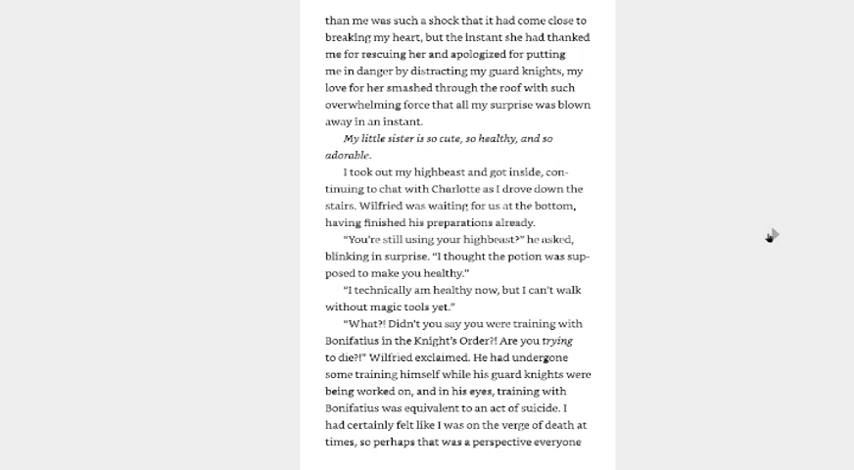 than me was such a shock that it had come close to
breaking my heart, but the instant she had thanked
me for rescuing her and apologized for putting
me in danger by distracting my guard knights, my
love for her smashed through the roof with such
overwhelming force that all my surprise was blown
away in an instant.
My little sister is so cute, so healthy, and so
adorable.
I took out my highbeast and got inside, con-
tinuing to chat with Charlotte as I drove down the
stairs. Wilfried was waiting for us at the bottom,
having finished his preparations already.
“You’re still using your highbeast?” he asked,
blinking in surprise. “I thought the potion was sup-
posed to make you healthy.”
“I technically am healthy now, but I can’t walk
without magic tools yet.”
“What?! Didn’t you say you were training with
Bonifatius in the Knight’s Order?! Are you trying
to die?!” Wilfried exclaimed. He had undergone
some training himself while his guard knights were
being worked on, and in his eyes, training with
Bonifatius was equivalent to an act of suicide. I
had certainly felt like I was on the verge of death at
times, so perhaps that was a perspective everyone